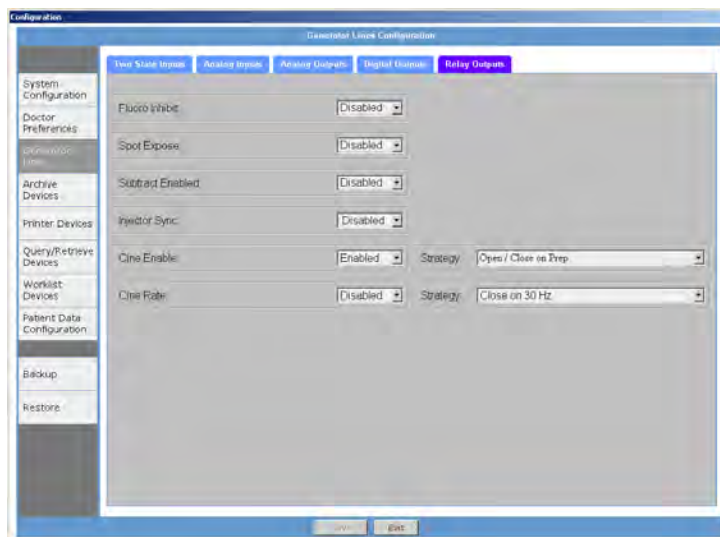 Configuration
Generator Lines Configuration
Two State Inputs
Analog Inputs
Analog Outputs
Digital Outputs
Relay Outputs
System
Configuration
Doctor
Preferences
Generator
Lines
Archive
Devices
Printer Devices
Query/Retrieve
Devices
Worklist
Devices
Patient Data
Configuration
Backup
Restore
Fluoro Inhibit: Disabled
Spot Expose: Disabled
Subtract Enabled: Disabled
Injector Sync: Disabled
Cine Enable: Enabled Strategy: Open / Close on Prep
Cine Rate: Disabled Strategy: Close on 30 Hz
Save Exit